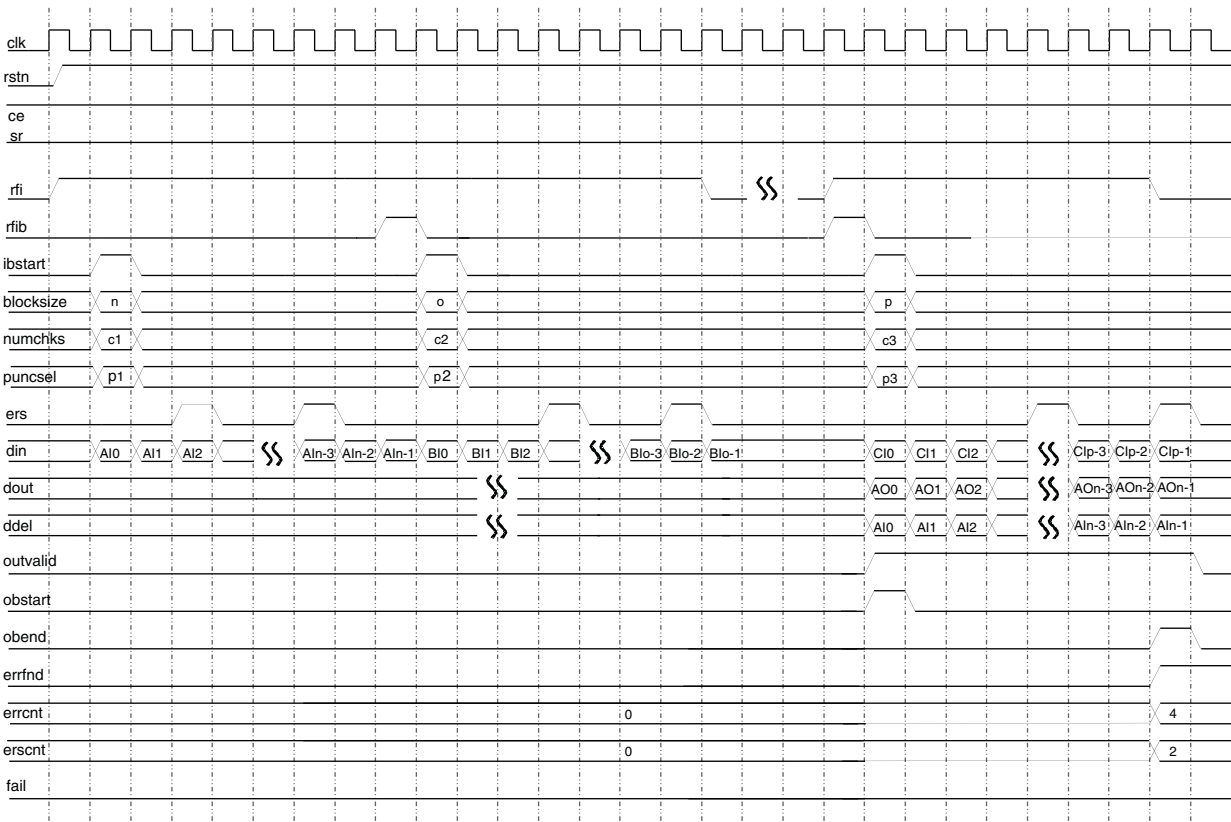 clk
rstn
ce
sr
rfi
rfib
ibstart
blocksize n o p
numchks c1 c2 c3
puncsel p1 p2 p3
ers
din AI0 AI1 AI2 AIn-3 AIn-2 AIn-1 BI0 BI1 BI2 BIo-3 BIo-2 BIo-1 CI0 CI1 CI2 CIp-3 CIp-2 CIp-1
dout AO0 AO1 AO2 AOn-3 AOn-2 AOn-1
ddel AI0 AI1 AI2 AIn-3 AIn-2 AIn-1
outvalid
obstart
obend
errfnd
errcnt 0 4
erscnt 0 2
fail